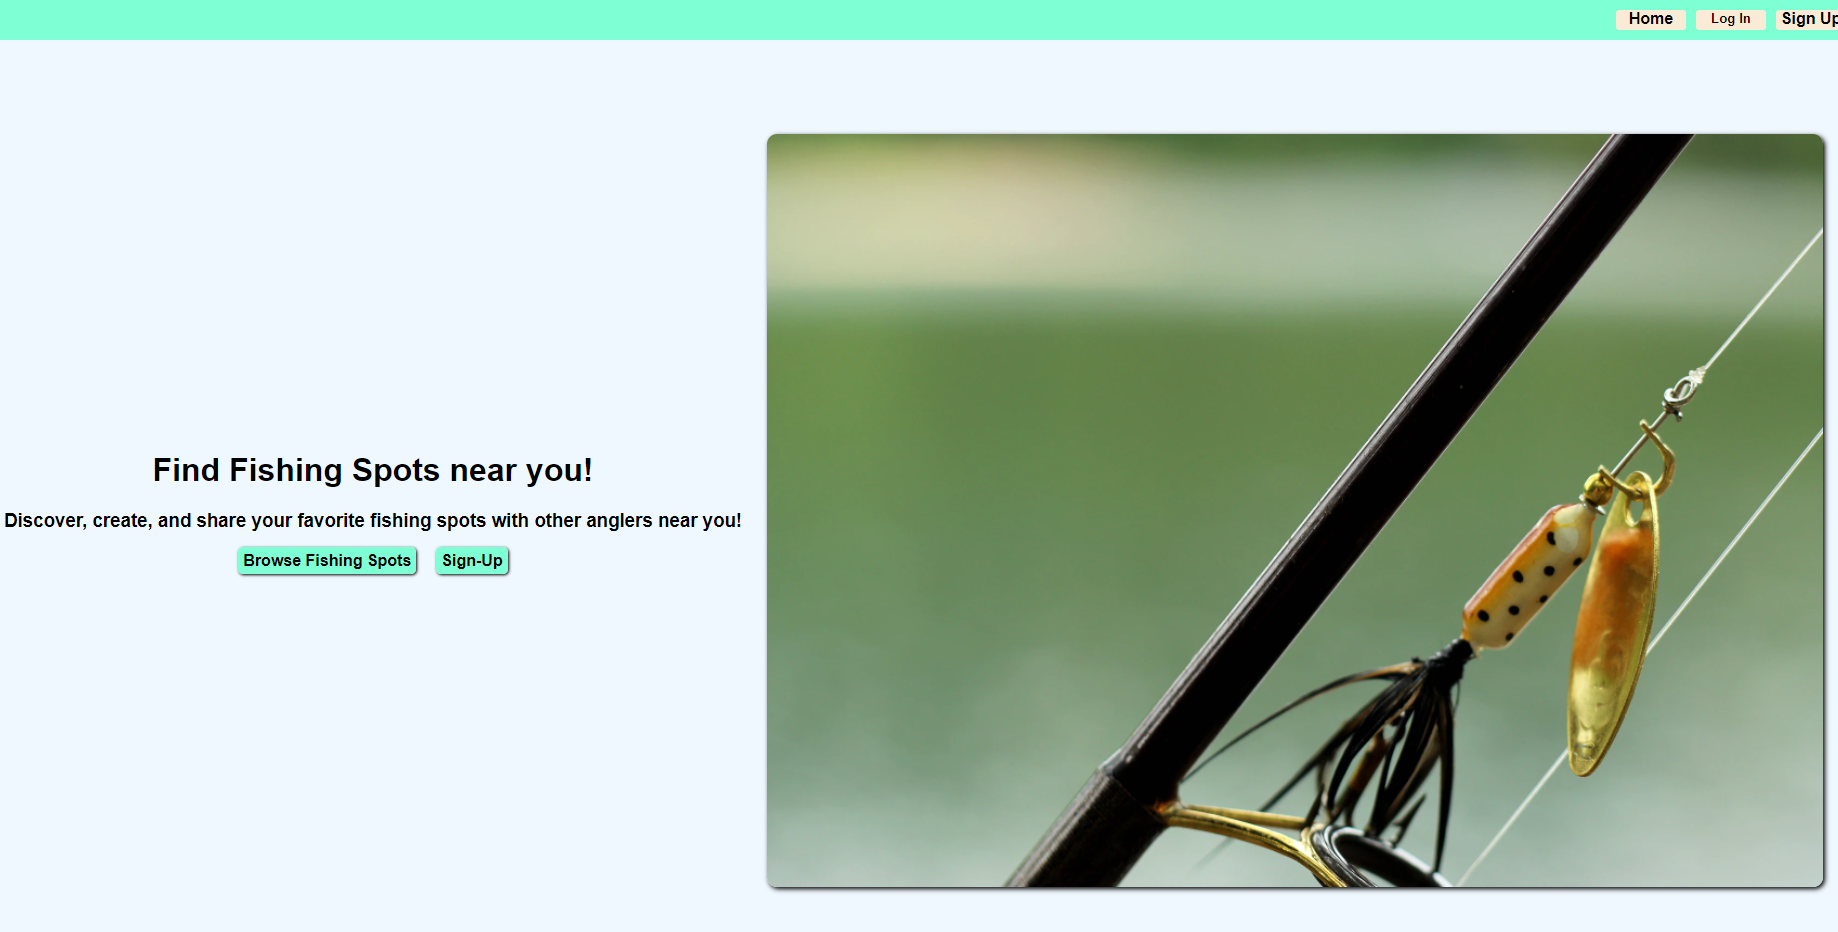 Home Log In Sign Up
Find Fishing Spots near you!
Discover, create, and share your favorite fishing spots with other anglers near you!
Browse Fishing Spots Sign-Up